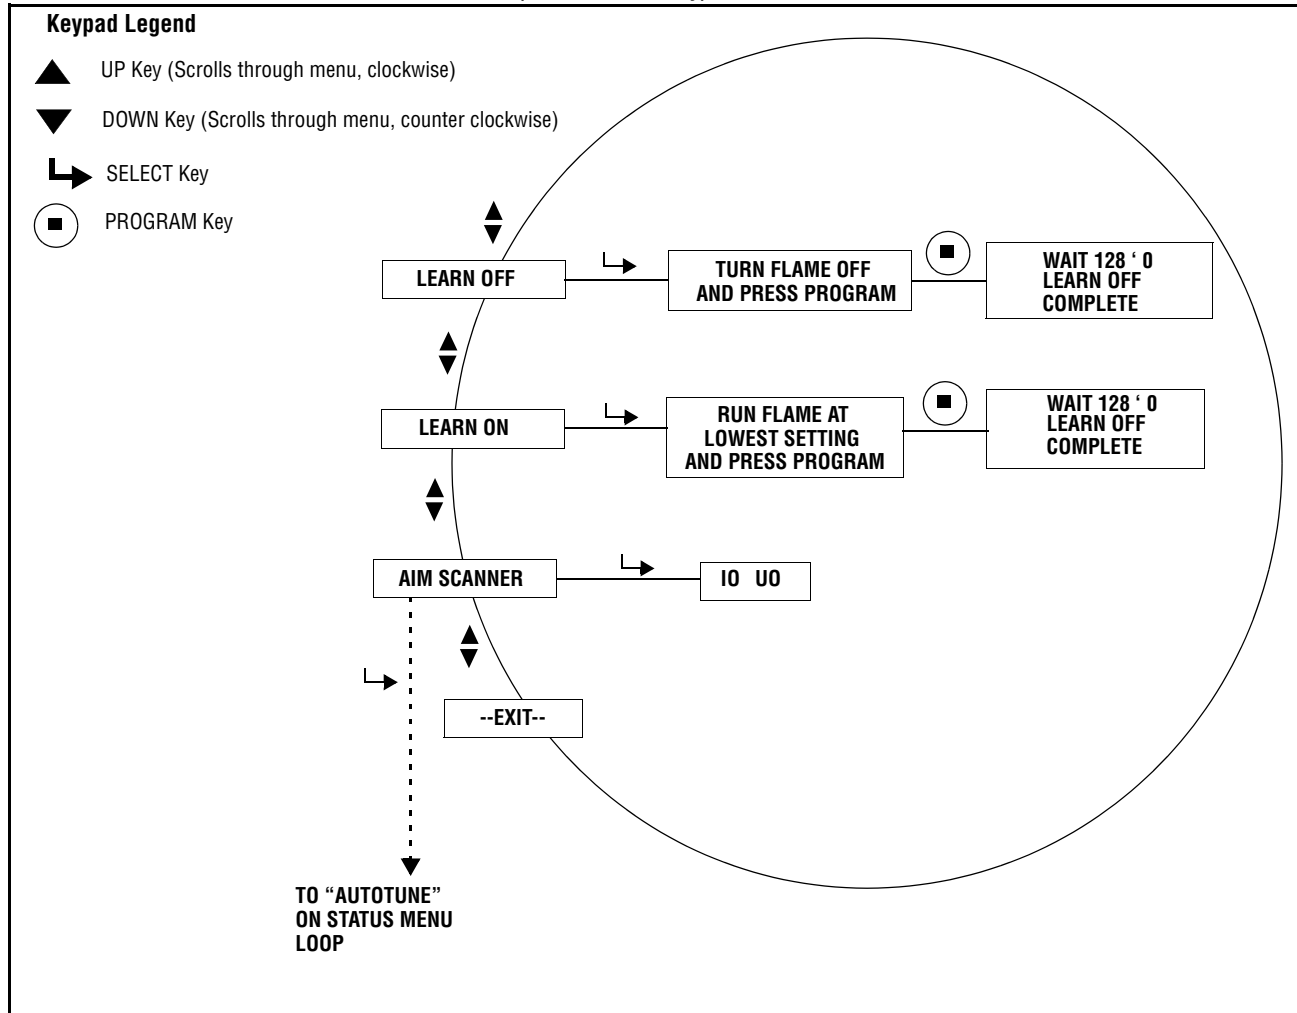 Keypad Legend
UP Key (Scrolls through menu, clockwise)
DOWN Key (Scrolls through menu, counter clockwise)
SELECT Key
PROGRAM Key
LEARN OFF
TURN FLAME OFF
AND PRESS PROGRAM
WAIT 128 ‘ 0
LEARN OFF
COMPLETE
LEARN ON
RUN FLAME AT
LOWEST SETTING
AND PRESS PROGRAM
WAIT 128 ‘ 0
LEARN OFF
COMPLETE
AIM SCANNER
I0 U0
--EXIT--
TO “AUTOTUNE”
ON STATUS MENU
LOOP